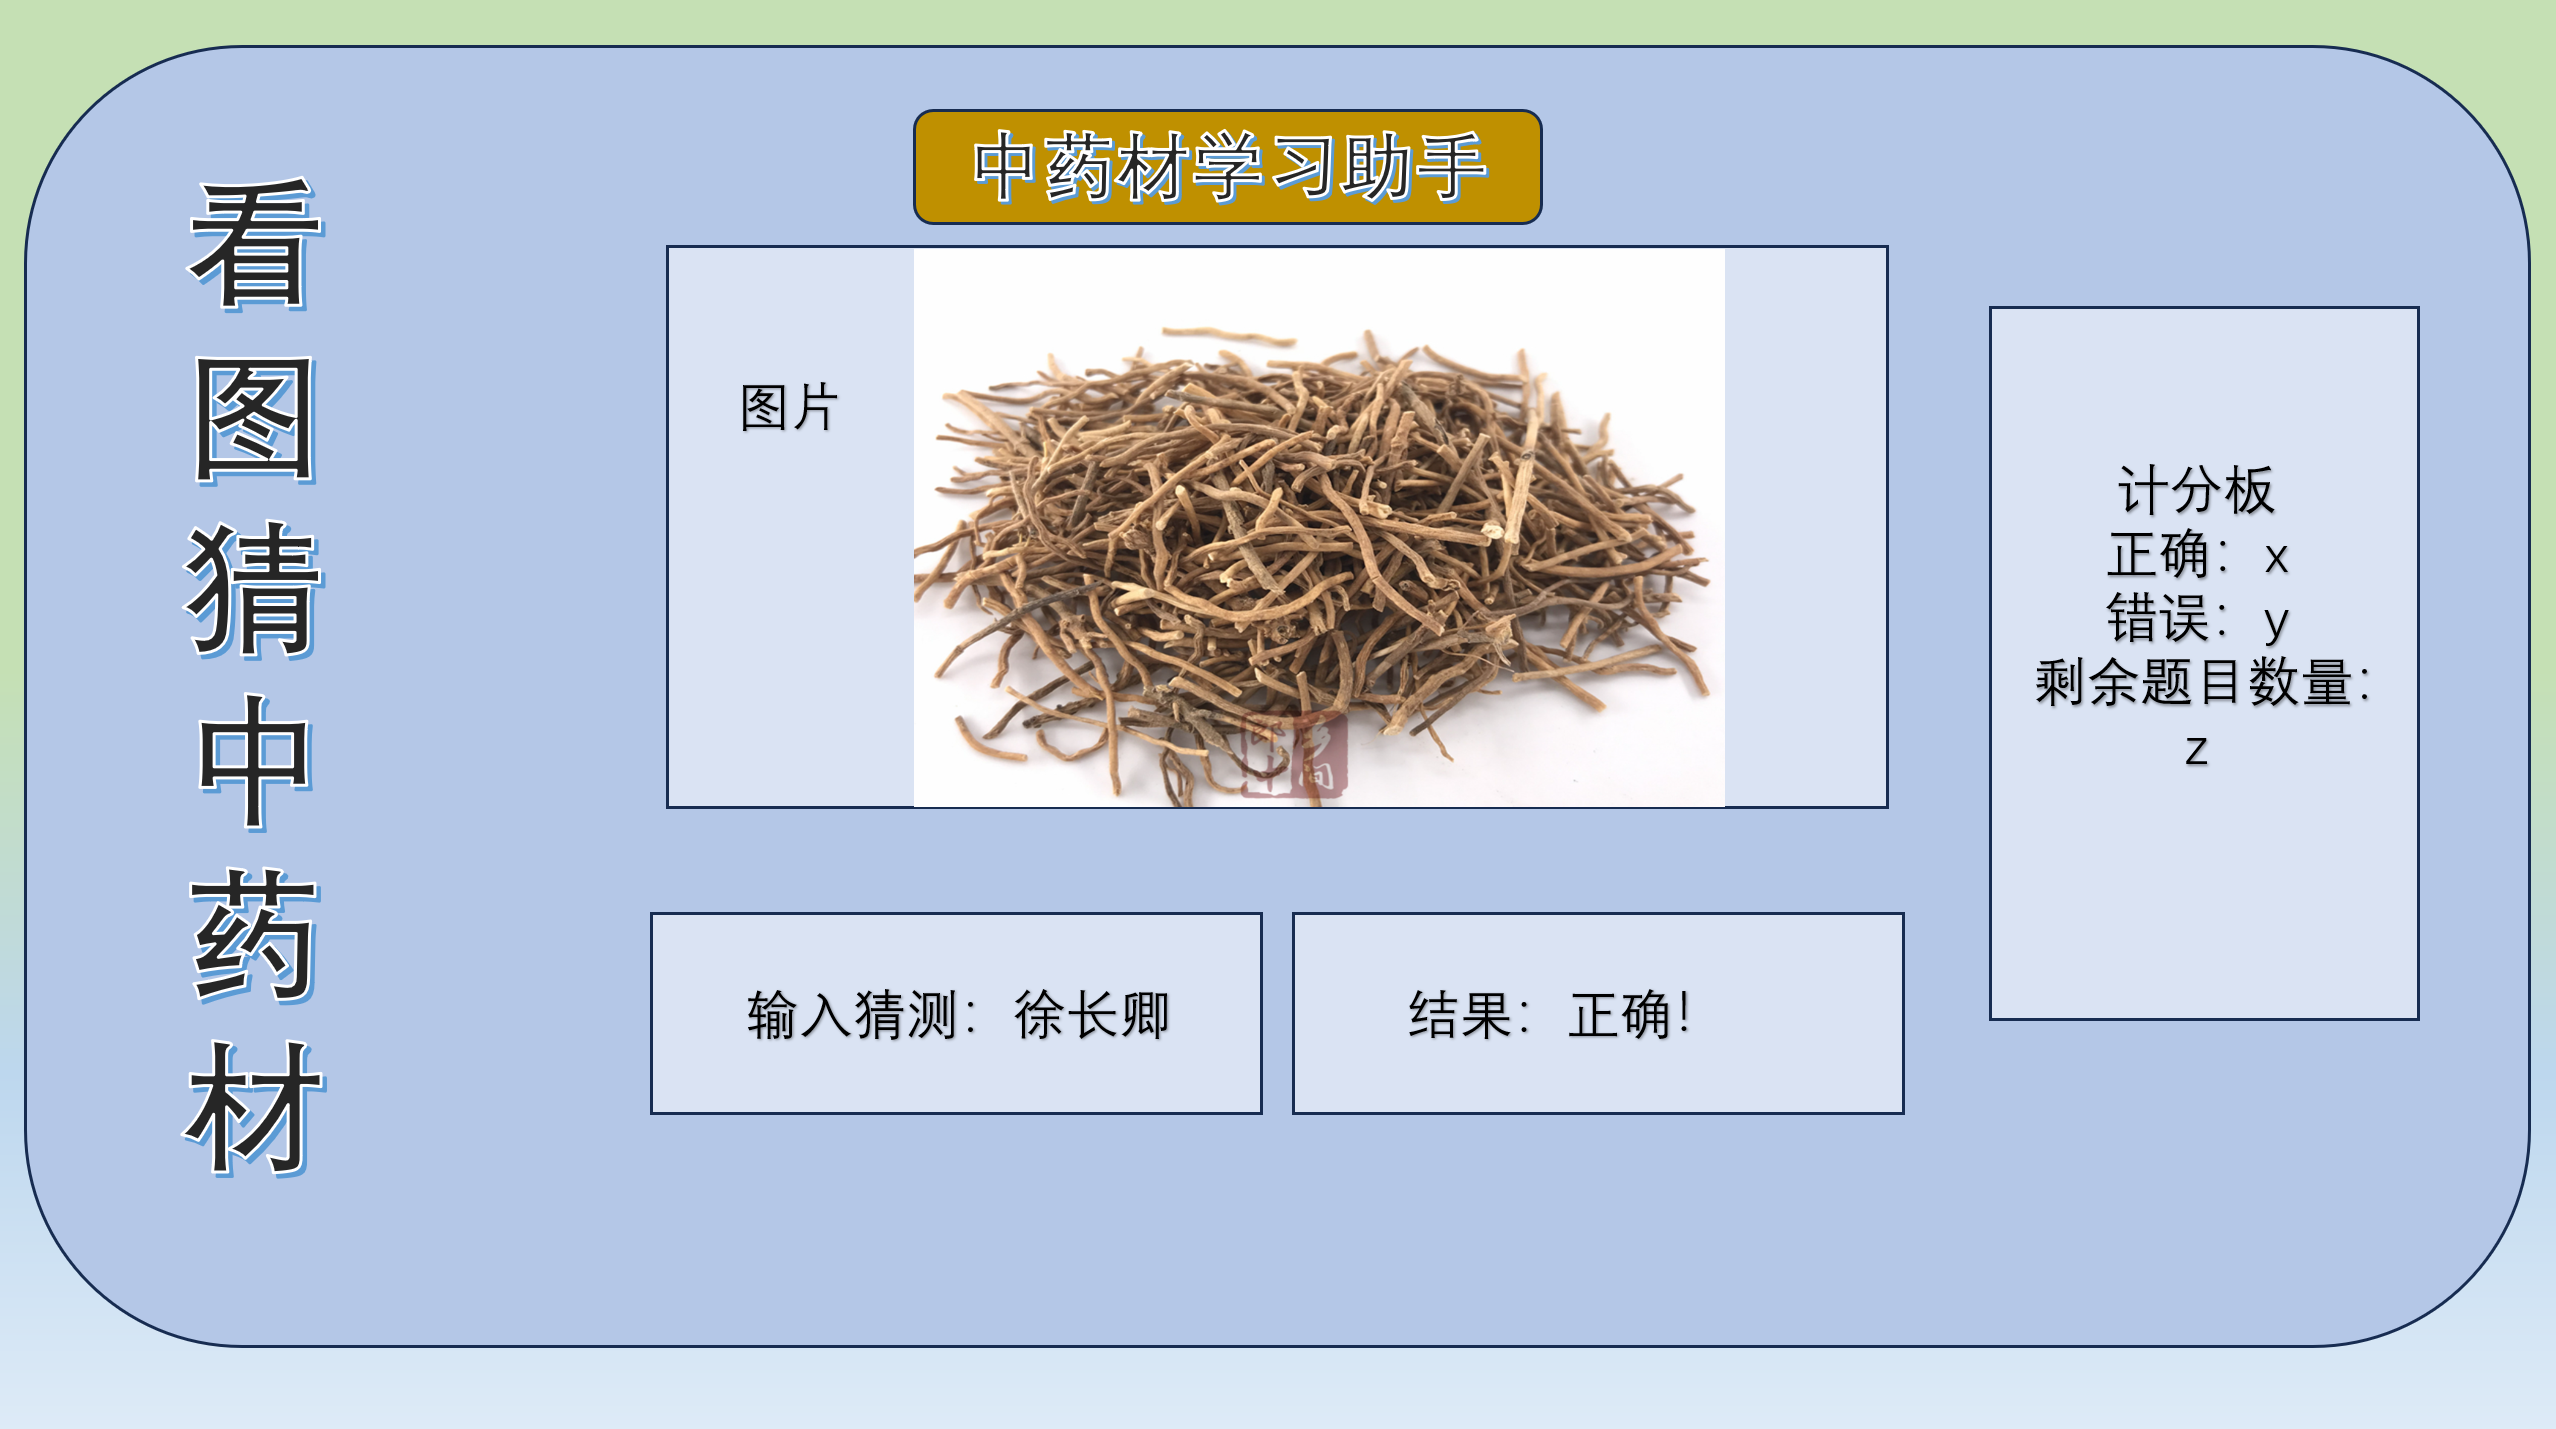 中药材学习助手
看图猜中药材
图片
计分板
正确：x
错误：y
剩余题目数量：
z
输入猜测：徐长卿
结果：正确！